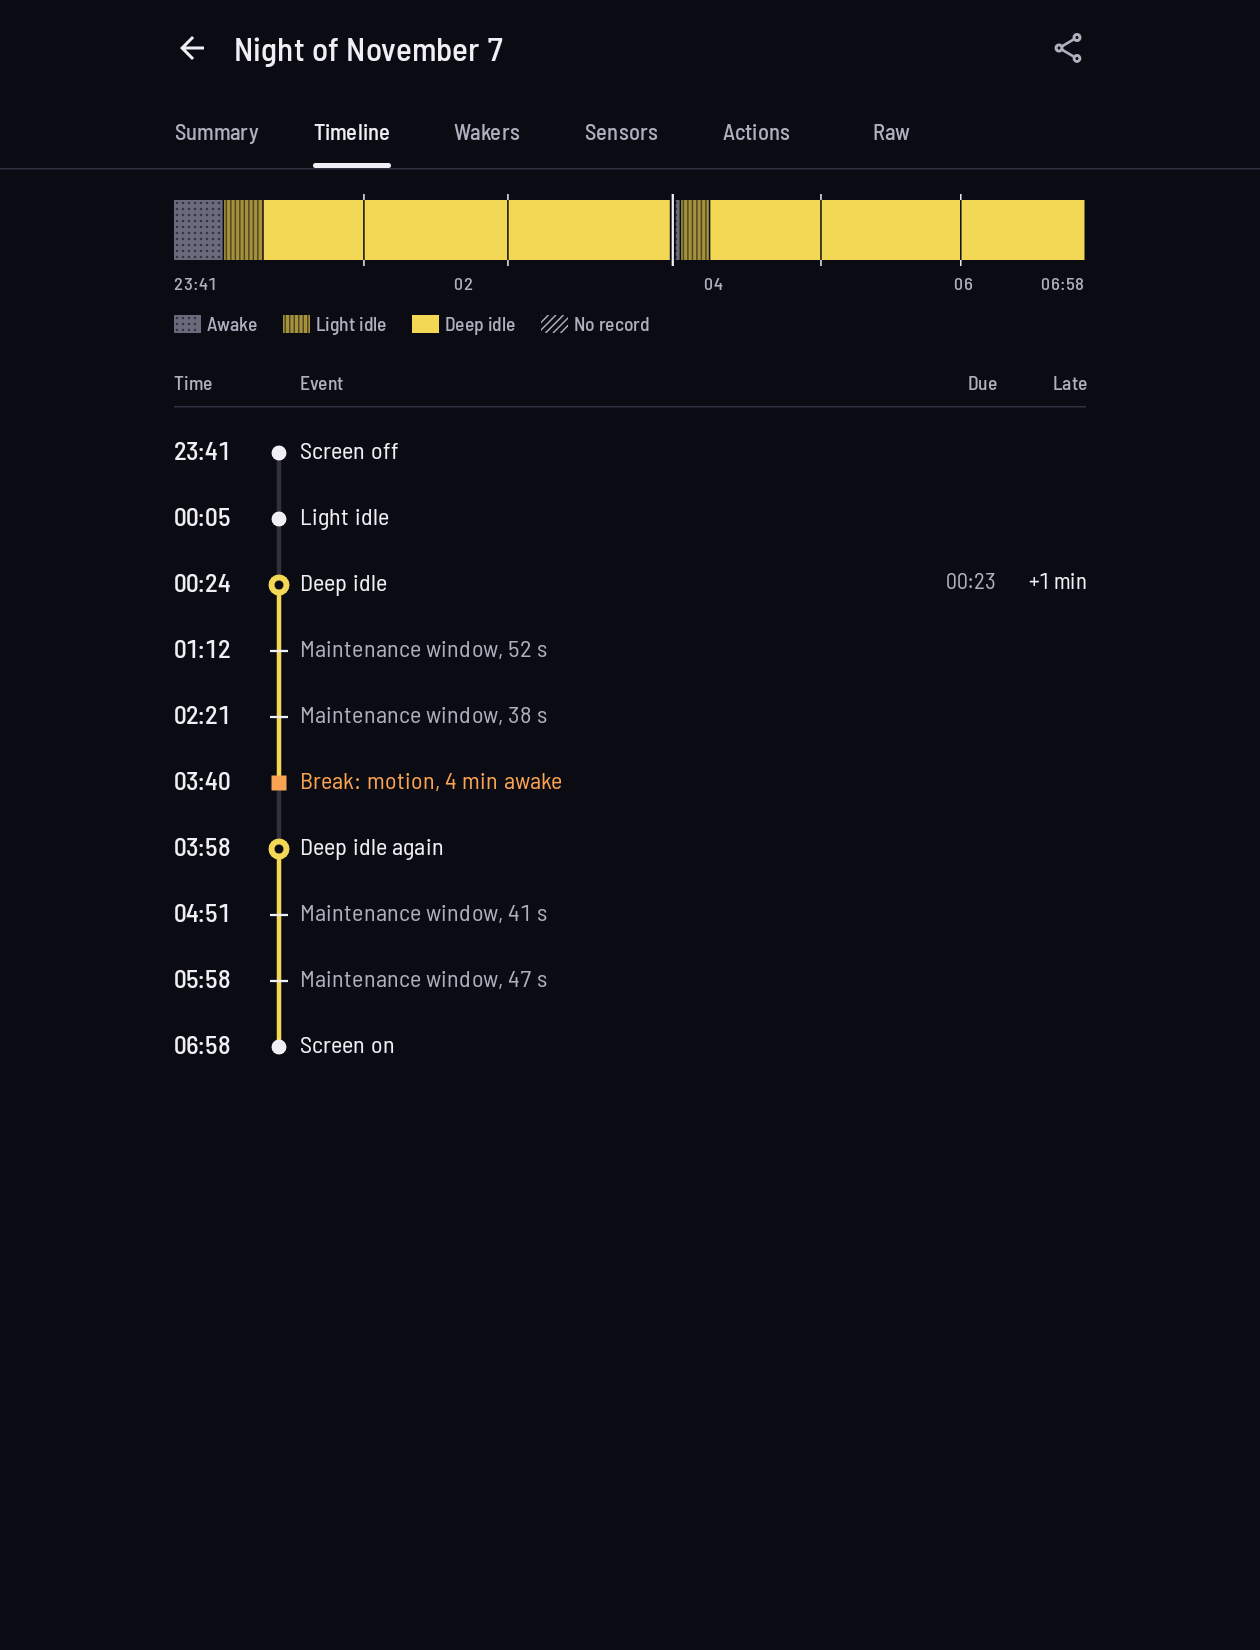 Night of November 7
Summary Timeline Wakers Sensors Actions Raw
23:41 02 04 06 06:58
Awake Light idle Deep idle No record
Time Event Due Late
23:41 Screen off
00:05 Light idle
00:24 Deep idle 00:23 +1 min
01:12 Maintenance window, 52 s
02:21 Maintenance window, 38 s
03:40 Break: motion, 4 min awake
03:58 Deep idle again
04:51 Maintenance window, 41 s
05:58 Maintenance window, 47 s
06:58 Screen on